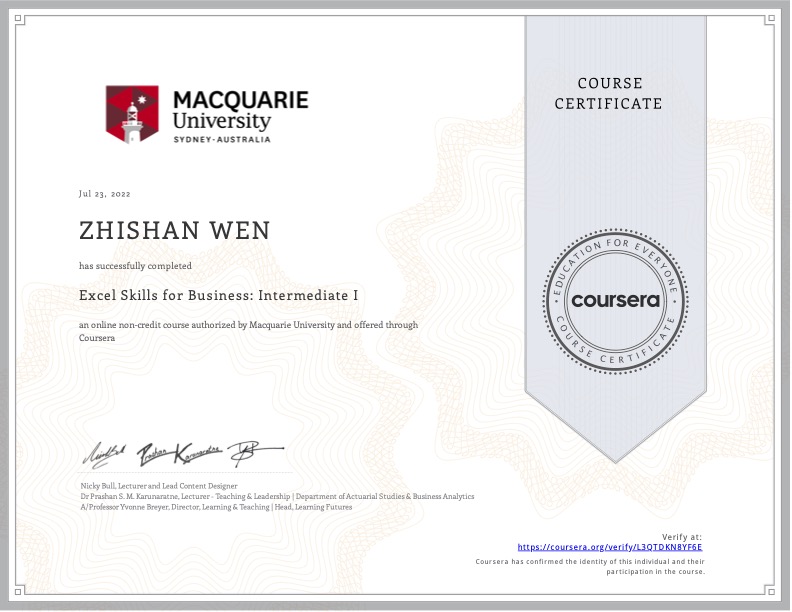 MACQUARIE
University
SYDNEY-AUSTRALIA
COURSE
CERTIFICATE
Jul 23, 2022
ZHISHAN WEN
has successfully completed
Excel Skills for Business: Intermediate I
an online non-credit course authorized by Macquarie University and offered through
Coursera
EDUCATION FOR EVERYONE
coursera
COURSE CERTIFICATE
Nicky Bull, Lecturer and Lead Content Designer
Dr Prashan S. M. Karunaratne, Lecturer - Teaching & Leadership | Department of Actuarial Studies & Business Analytics
A/Professor Yvonne Breyer, Director, Learning & Teaching | Head, Learning Futures
Verify at:
https://coursera.org/verify/L3QTDKN8YF6E
Coursera has confirmed the identity of this individual and their
participation in the course.